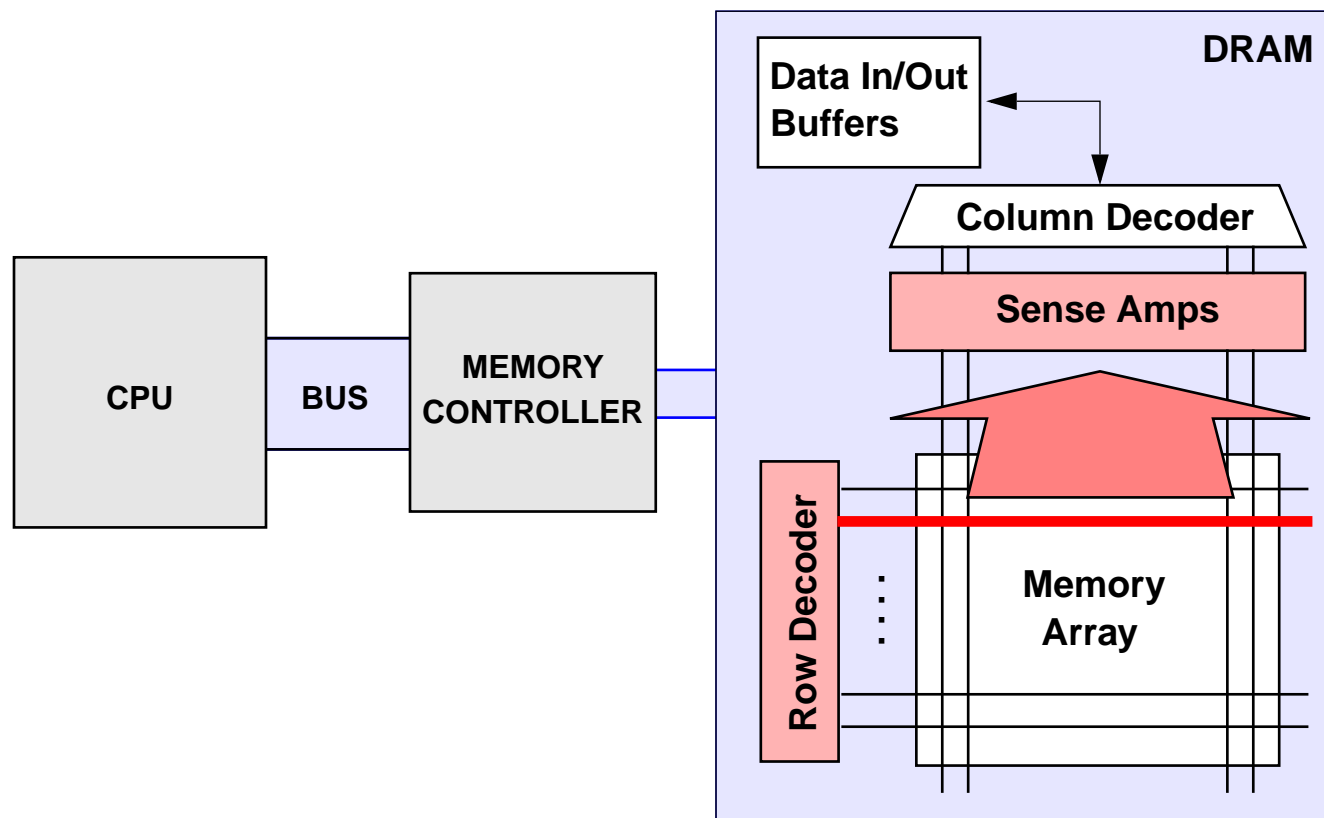 DRAM
Data In/Out
Buffers
Column Decoder
Sense Amps
CPU
BUS
MEMORY
CONTROLLER
Row Decoder
Memory
Array